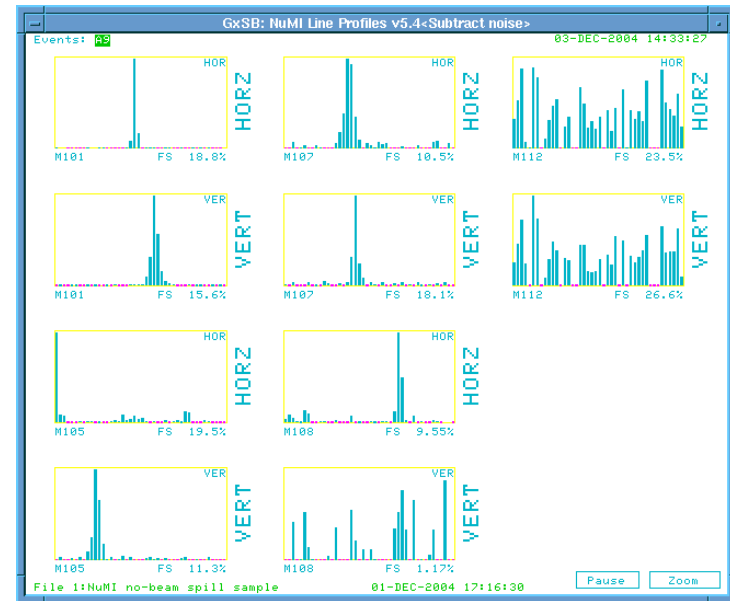 GxSB: NuMI Line Profiles v5.4<Subtract noise>
Events: A9 03-DEC-2004 14:33:27
HOR HORZ HOR HORZ HOR HORZ
M101 FS 18.8% M107 FS 10.5% M112 FS 23.5%
VER VERT VER VERT VER VERT
M101 FS 15.6% M107 FS 18.1% M112 FS 26.6%
HOR HORZ HOR HORZ
M105 FS 19.5% M108 FS 9.55%
VER VERT VER VERT
M105 FS 11.3% M108 FS 1.17%
Pause Zoom
File 1:NuMI no-beam spill sample 01-DEC-2004 17:16:30